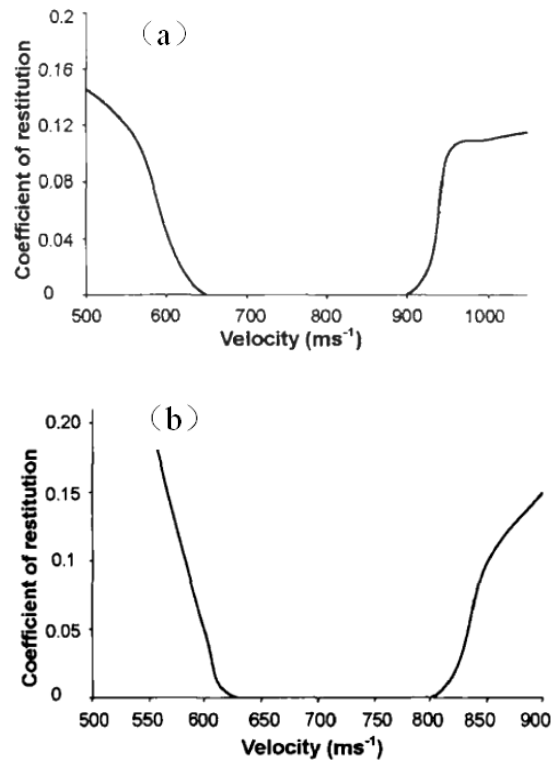 (a)
Coefficient of restitution
0.2
0.16
0.12
0.08
0.04
0
500 600 700 800 900 1000
Velocity (ms⁻¹)
(b)
Coefficient of restitution
0.20
0.15
0.1
0.05
0
500 550 600 650 700 750 800 850 900
Velocity (ms⁻¹)